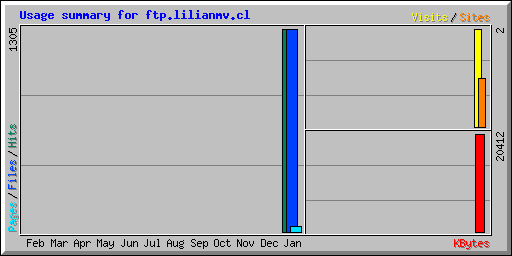 Usage summary for ftp.lilianmv.cl
Visits / Sites
1305
2
Pages / Files / Hits
20412
Feb Mar Apr May Jun Jul Aug Sep Oct Nov Dec Jan
KBytes